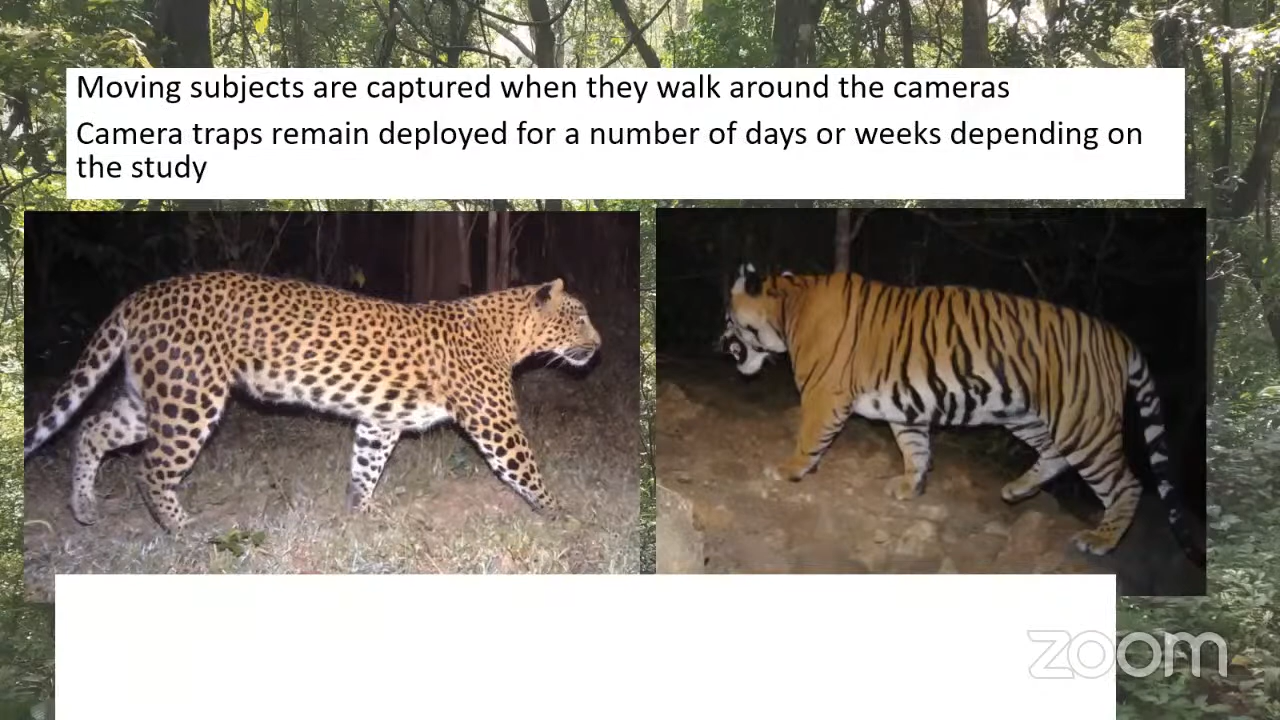 Moving subjects are captured when they walk around the cameras
Camera traps remain deployed for a number of days or weeks depending on
the study
zoom